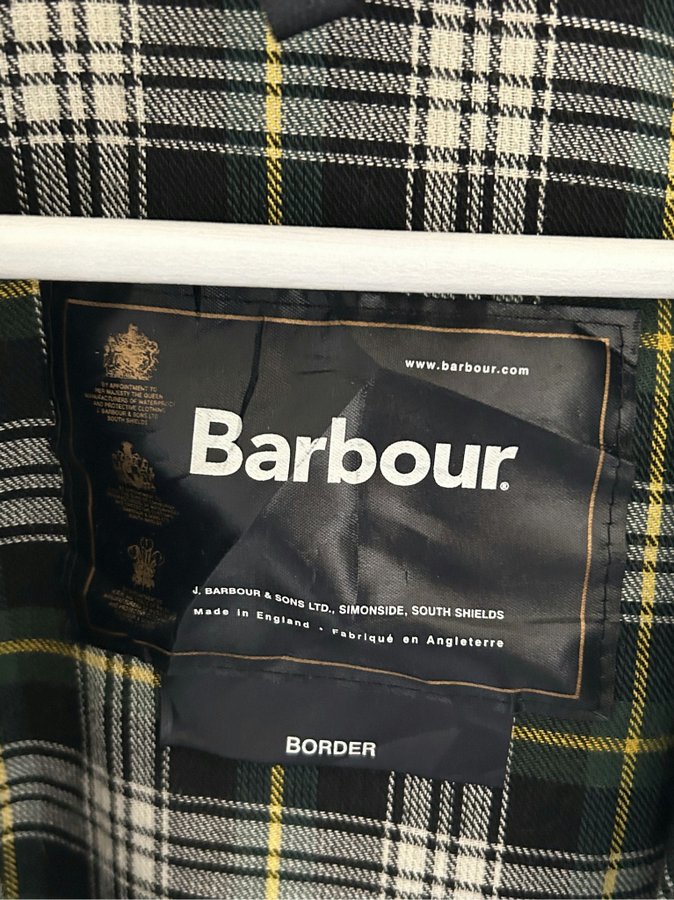 www.barbour.com
BY APPOINTMENT TO
HER MAJESTY THE QUEEN
MANUFACTURERS OF WATERPROOF
AND PROTECTIVE CLOTHING
J. BARBOUR & SONS LTD
SOUTH SHIELDS
Barbour®
J. BARBOUR & SONS LTD., SIMONSIDE, SOUTH SHIELDS
Made in England - Fabriqué en Angleterre
BORDER